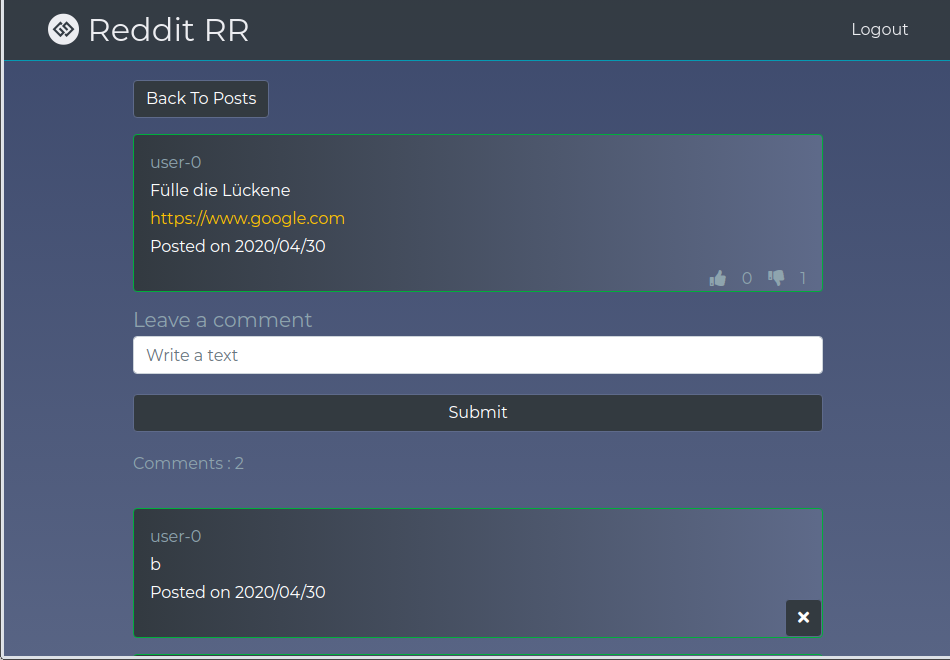 Reddit RR
Logout
Back To Posts
user-0
Fülle die Lückene
https://www.google.com
Posted on 2020/04/30
0 1
Leave a comment
Write a text
Submit
Comments : 2
user-0
b
Posted on 2020/04/30